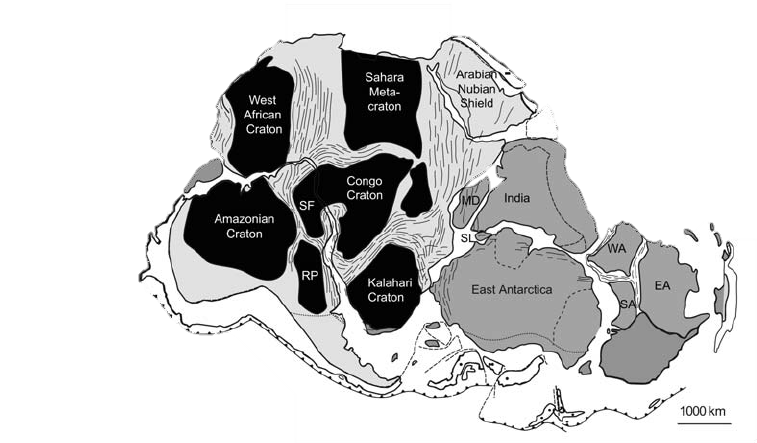 Sahara
Meta-
craton
Arabian
Nubian
Shield
West
African
Craton
Congo
Craton
SF
MD
India
Amazonian
Craton
SL
WA
RP
Kalahari
Craton
East Antarctica
EA
SA
1000 km